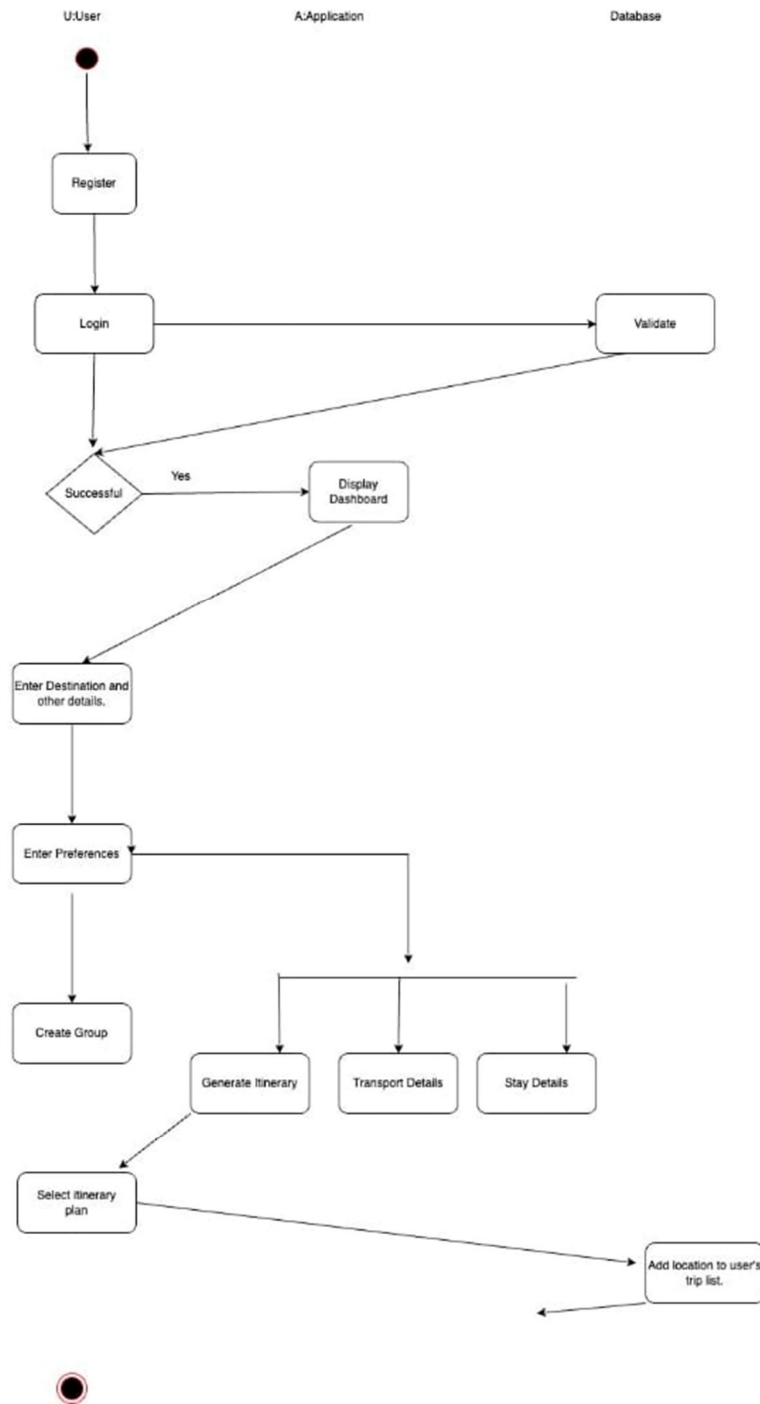 U:User
A:Application
Database
Register
Login
Validate
Successful
Yes
Display
Dashboard
Enter Destination and
other details.
Enter Preferences
Create Group
Generate Itinerary
Transport Details
Stay Details
Select itinerary
plan
Add location to user's
trip list.